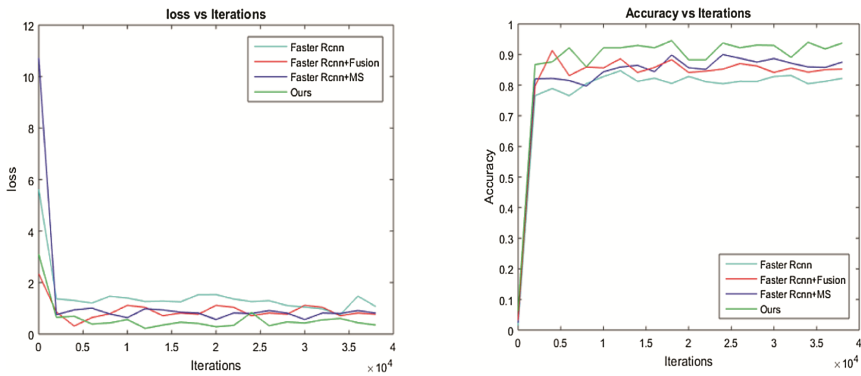 loss vs Iterations
12
10
8
6
4
2
0
loss
Faster Rcnn
Faster Rcnn+Fusion
Faster Rcnn+MS
Ours
0 0.5 1 1.5 2 2.5 3 3.5 4
Iterations
×10^4
Accuracy vs Iterations
1
0.9
0.8
0.7
0.6
0.5
0.4
0.3
0.2
0.1
0
Accuracy
Faster Rcnn
Faster Rcnn+Fusion
Faster Rcnn+MS
Ours
0 0.5 1 1.5 2 2.5 3 3.5 4
Iterations
×10^4